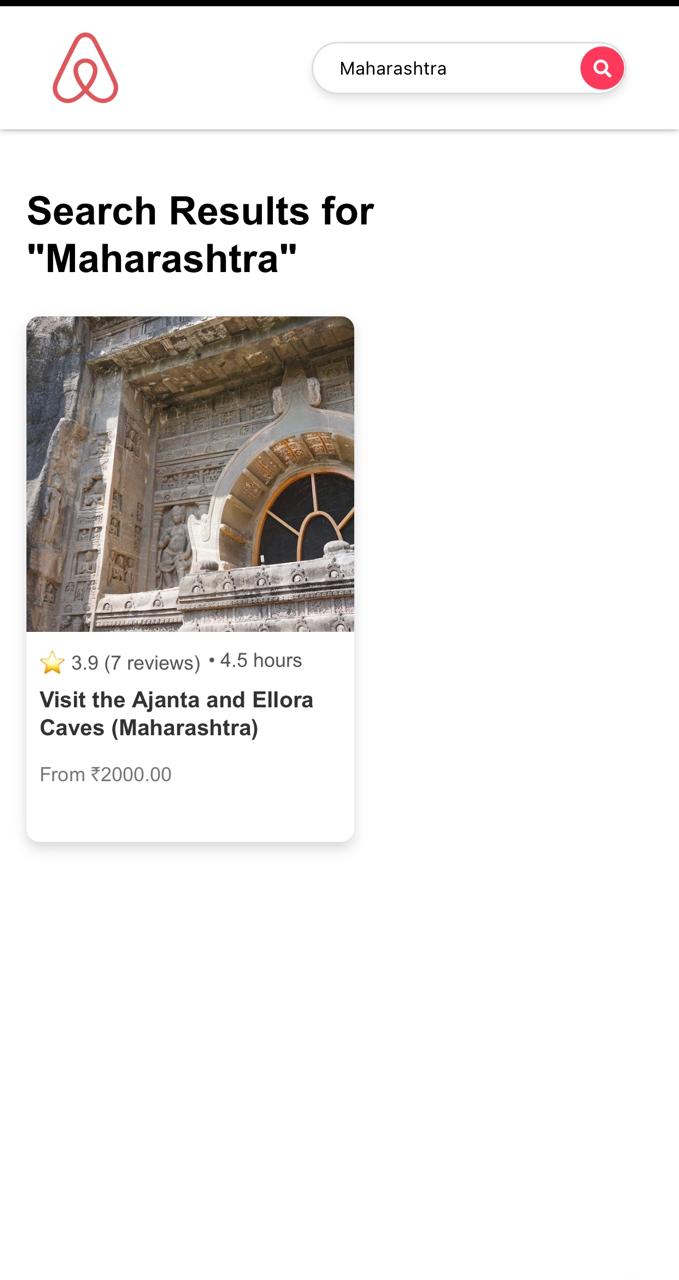 Maharashtra
Search Results for
"Maharashtra"
⭐ 3.9 (7 reviews) • 4.5 hours
Visit the Ajanta and Ellora
Caves (Maharashtra)
From ₹2000.00